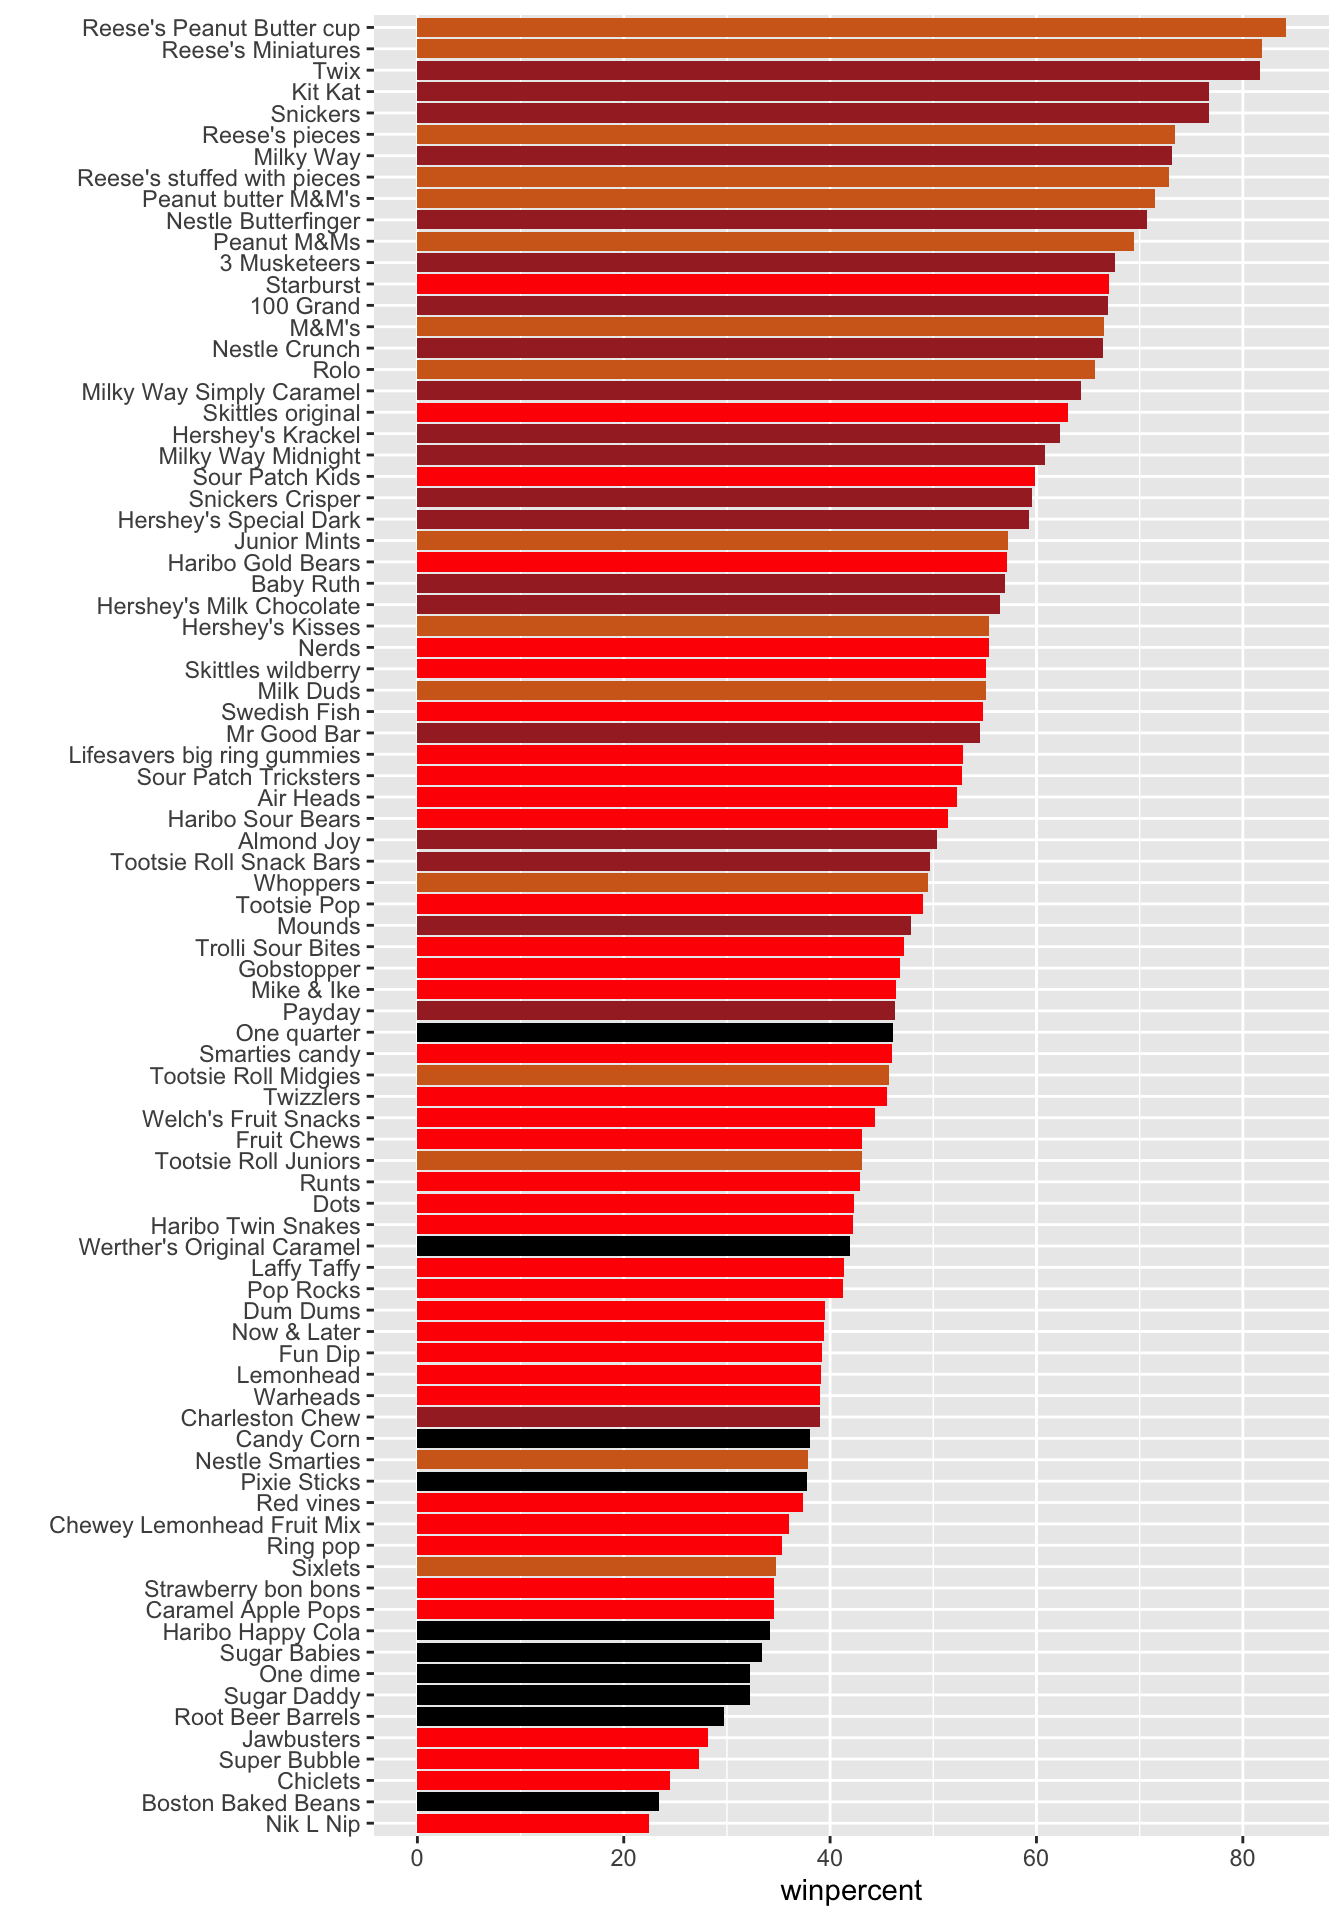 Reese's Peanut Butter cup
Reese's Miniatures
Twix
Kit Kat
Snickers
Reese's pieces
Milky Way
Reese's stuffed with pieces
Peanut butter M&M's
Nestle Butterfinger
Peanut M&Ms
3 Musketeers
Starburst
100 Grand
M&M's
Nestle Crunch
Rolo
Milky Way Simply Caramel
Skittles original
Hershey's Krackel
Milky Way Midnight
Sour Patch Kids
Snickers Crisper
Hershey's Special Dark
Junior Mints
Haribo Gold Bears
Baby Ruth
Hershey's Milk Chocolate
Hershey's Kisses
Nerds
Skittles wildberry
Milk Duds
Swedish Fish
Mr Good Bar
Lifesavers big ring gummies
Sour Patch Tricksters
Air Heads
Haribo Sour Bears
Almond Joy
Tootsie Roll Snack Bars
Whoppers
Tootsie Pop
Mounds
Trolli Sour Bites
Gobstopper
Mike & Ike
Payday
One quarter
Smarties candy
Tootsie Roll Midgies
Twizzlers
Welch's Fruit Snacks
Fruit Chews
Tootsie Roll Juniors
Runts
Dots
Haribo Twin Snakes
Werther's Original Caramel
Laffy Taffy
Pop Rocks
Dum Dums
Now & Later
Fun Dip
Lemonhead
Warheads
Charleston Chew
Candy Corn
Nestle Smarties
Pixie Sticks
Red vines
Chewey Lemonhead Fruit Mix
Ring pop
Sixlets
Strawberry bon bons
Caramel Apple Pops
Haribo Happy Cola
Sugar Babies
One dime
Sugar Daddy
Root Beer Barrels
Jawbusters
Super Bubble
Chiclets
Boston Baked Beans
Nik L Nip
0 20 40 60 80
winpercent